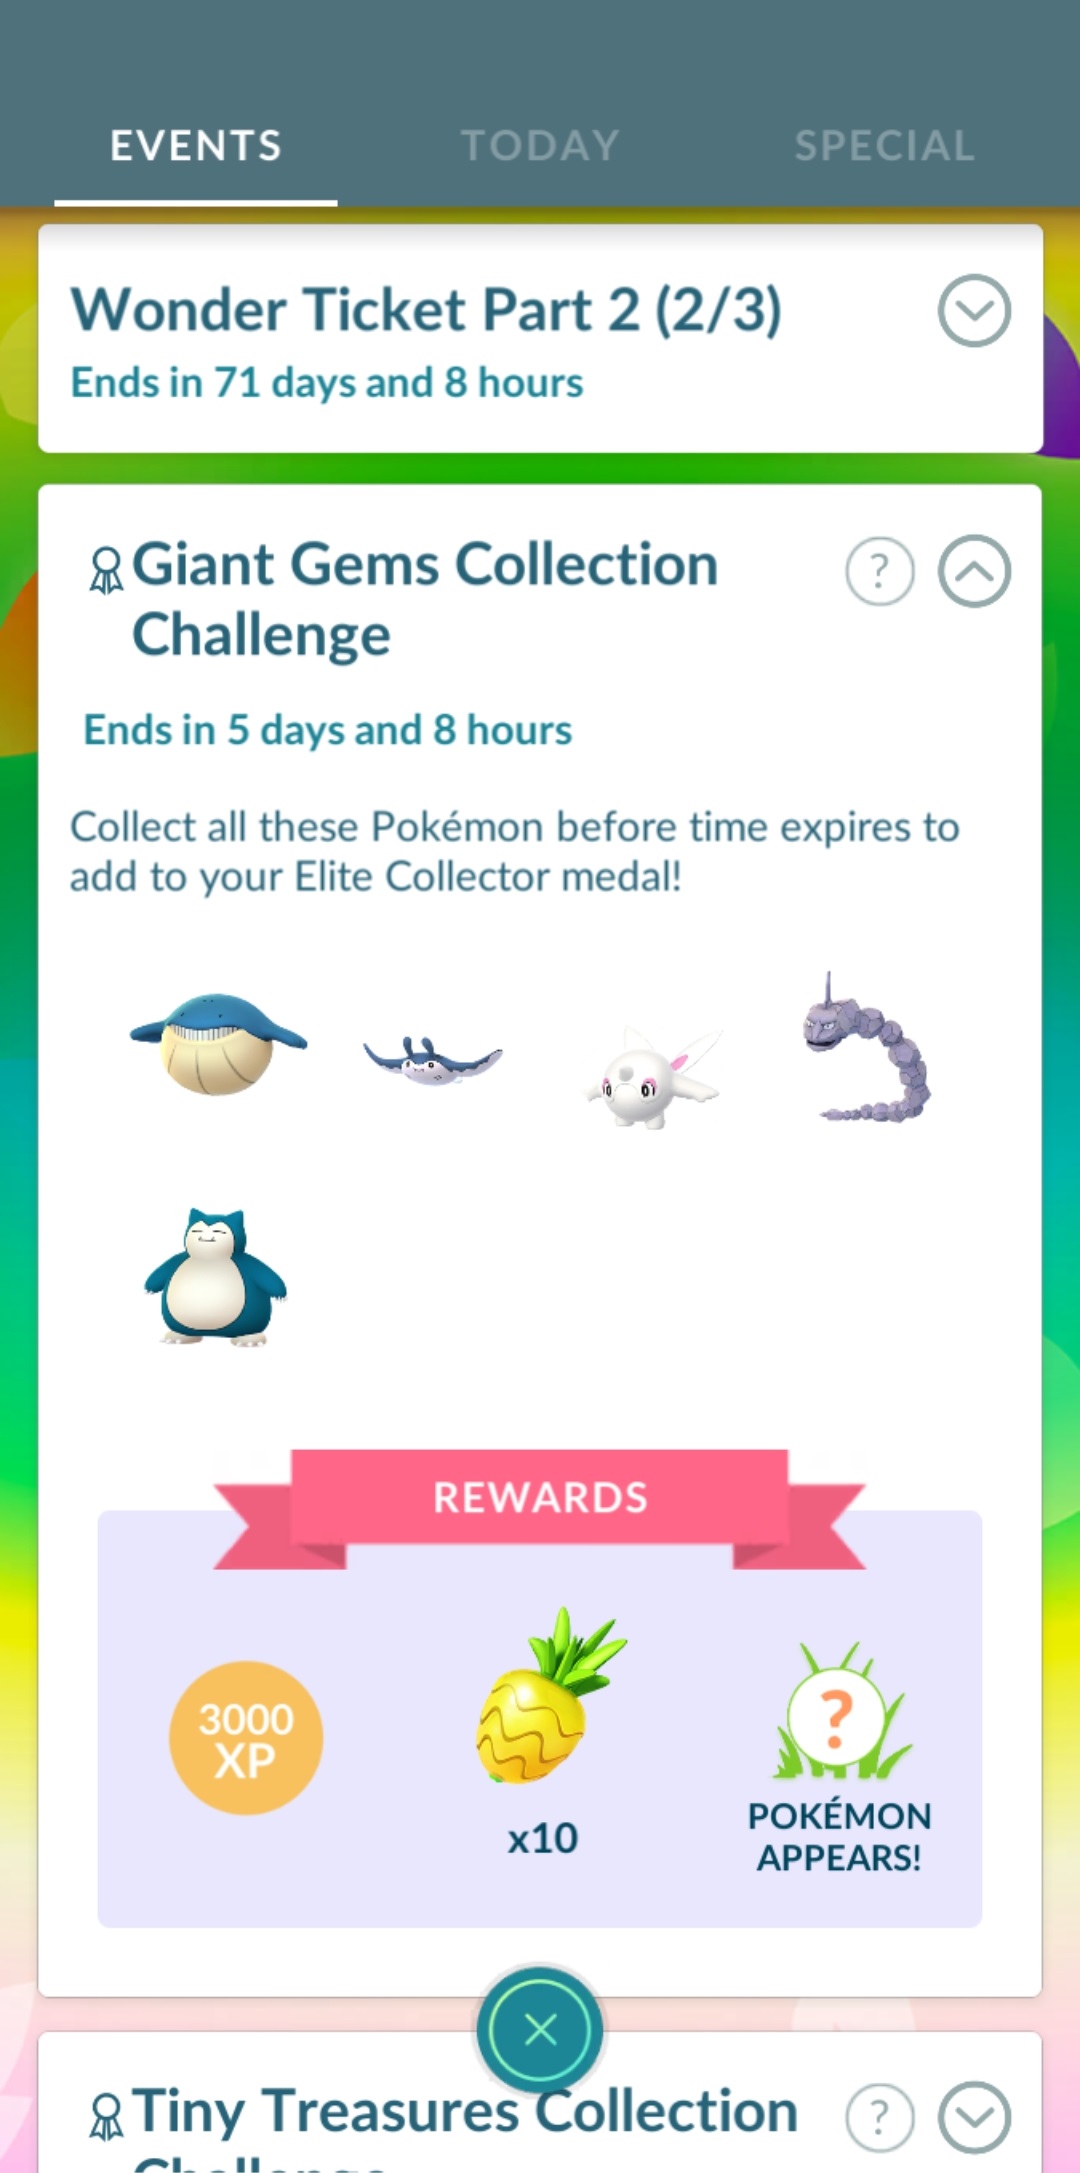 EVENTS TODAY SPECIAL
Wonder Ticket Part 2 (2/3)
Ends in 71 days and 8 hours
Giant Gems Collection
Challenge
?
Ends in 5 days and 8 hours
Collect all these Pokémon before time expires to
add to your Elite Collector medal!
REWARDS
3000
XP
x10
?
POKÉMON
APPEARS!
Tiny Treasures Collection
?
Challenge